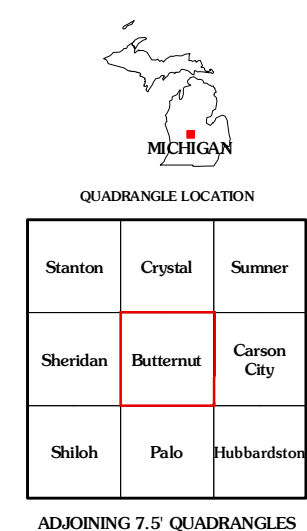 MICHIGAN
QUADRANGLE LOCATION
Stanton Crystal Sumner
Sheridan Butternut Carson
City
Shiloh Palo Hubbardston
ADJOINING 7.5' QUADRANGLES